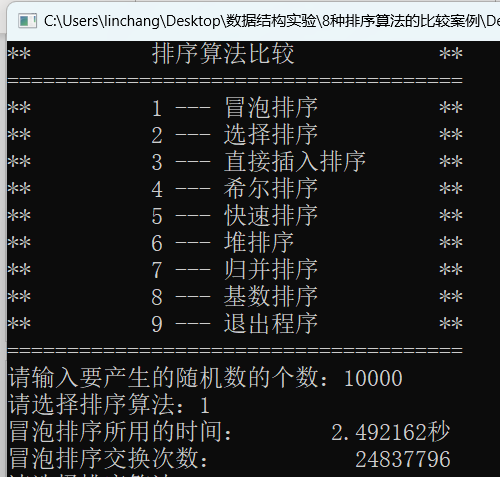 C:\Users\linchang\Desktop\数据结构实验\8种排序算法的比较案例\De
** 排序算法比较 **
======================================
** 1 --- 冒泡排序 **
** 2 --- 选择排序 **
** 3 --- 直接插入排序 **
** 4 --- 希尔排序 **
** 5 --- 快速排序 **
** 6 --- 堆排序 **
** 7 --- 归并排序 **
** 8 --- 基数排序 **
** 9 --- 退出程序 **
======================================
请输入要产生的随机数的个数：10000
请选择排序算法：1
冒泡排序所用的时间： 2.492162秒
冒泡排序交换次数： 24837796